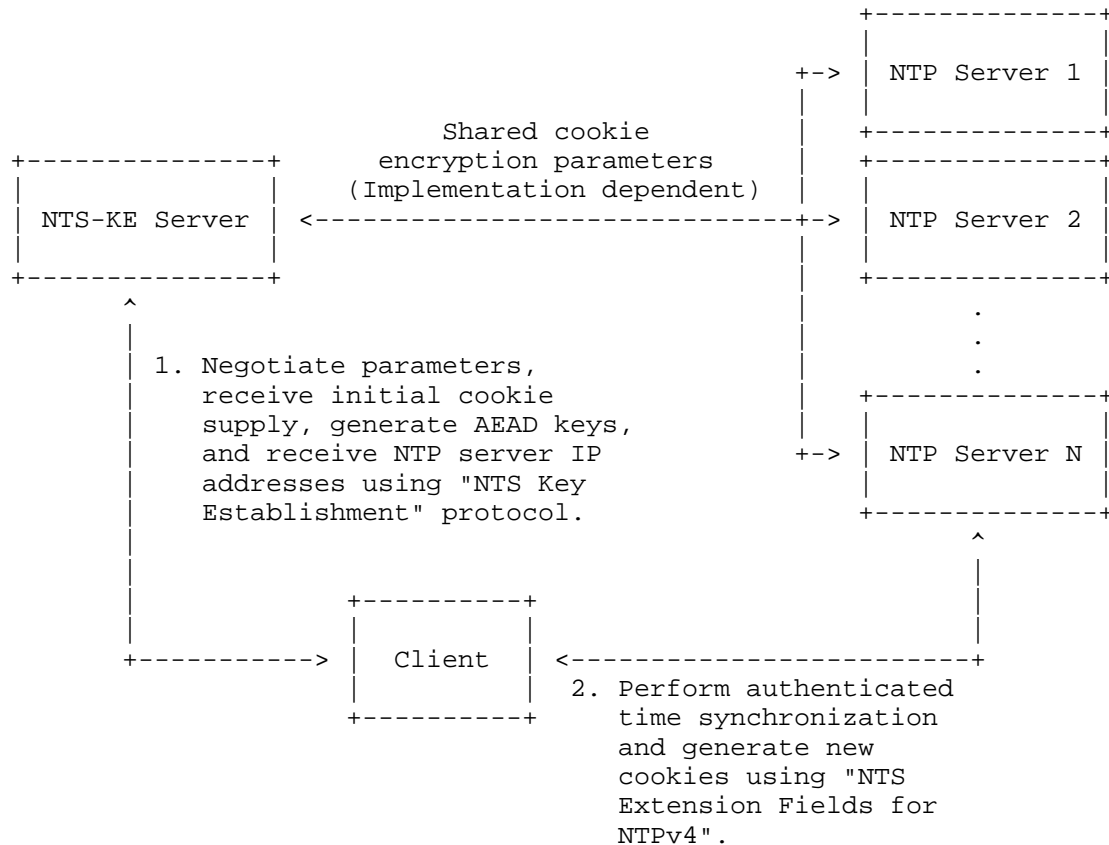 NTP Server 1
Shared cookie
encryption parameters
(Implementation dependent)
NTS-KE Server
NTP Server 2
1. Negotiate parameters,
receive initial cookie
supply, generate AEAD keys,
and receive NTP server IP
addresses using "NTS Key
Establishment" protocol.
NTP Server N
Client
2. Perform authenticated
time synchronization
and generate new
cookies using "NTS
Extension Fields for
NTPv4".